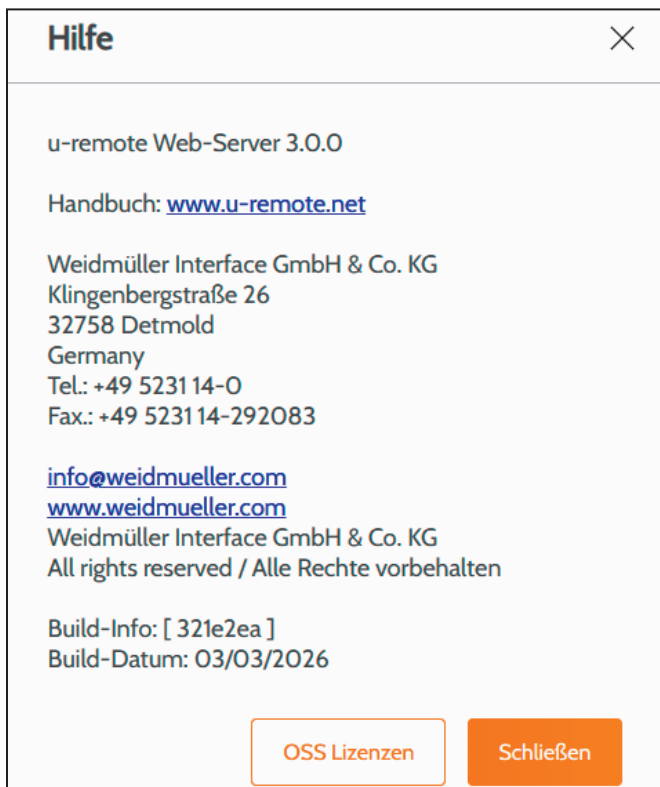 Hilfe
u-remote Web-Server 3.0.0
Handbuch: www.u-remote.net
Weidmüller Interface GmbH & Co. KG
Klingenbergstraße 26
32758 Detmold
Germany
Tel.: +49 5231 14-0
Fax.: +49 5231 14-292083
info@weidmueller.com
www.weidmueller.com
Weidmüller Interface GmbH & Co. KG
All rights reserved / Alle Rechte vorbehalten
Build-Info: [ 321e2ea ]
Build-Datum: 03/03/2026
OSS Lizenzen
Schließen